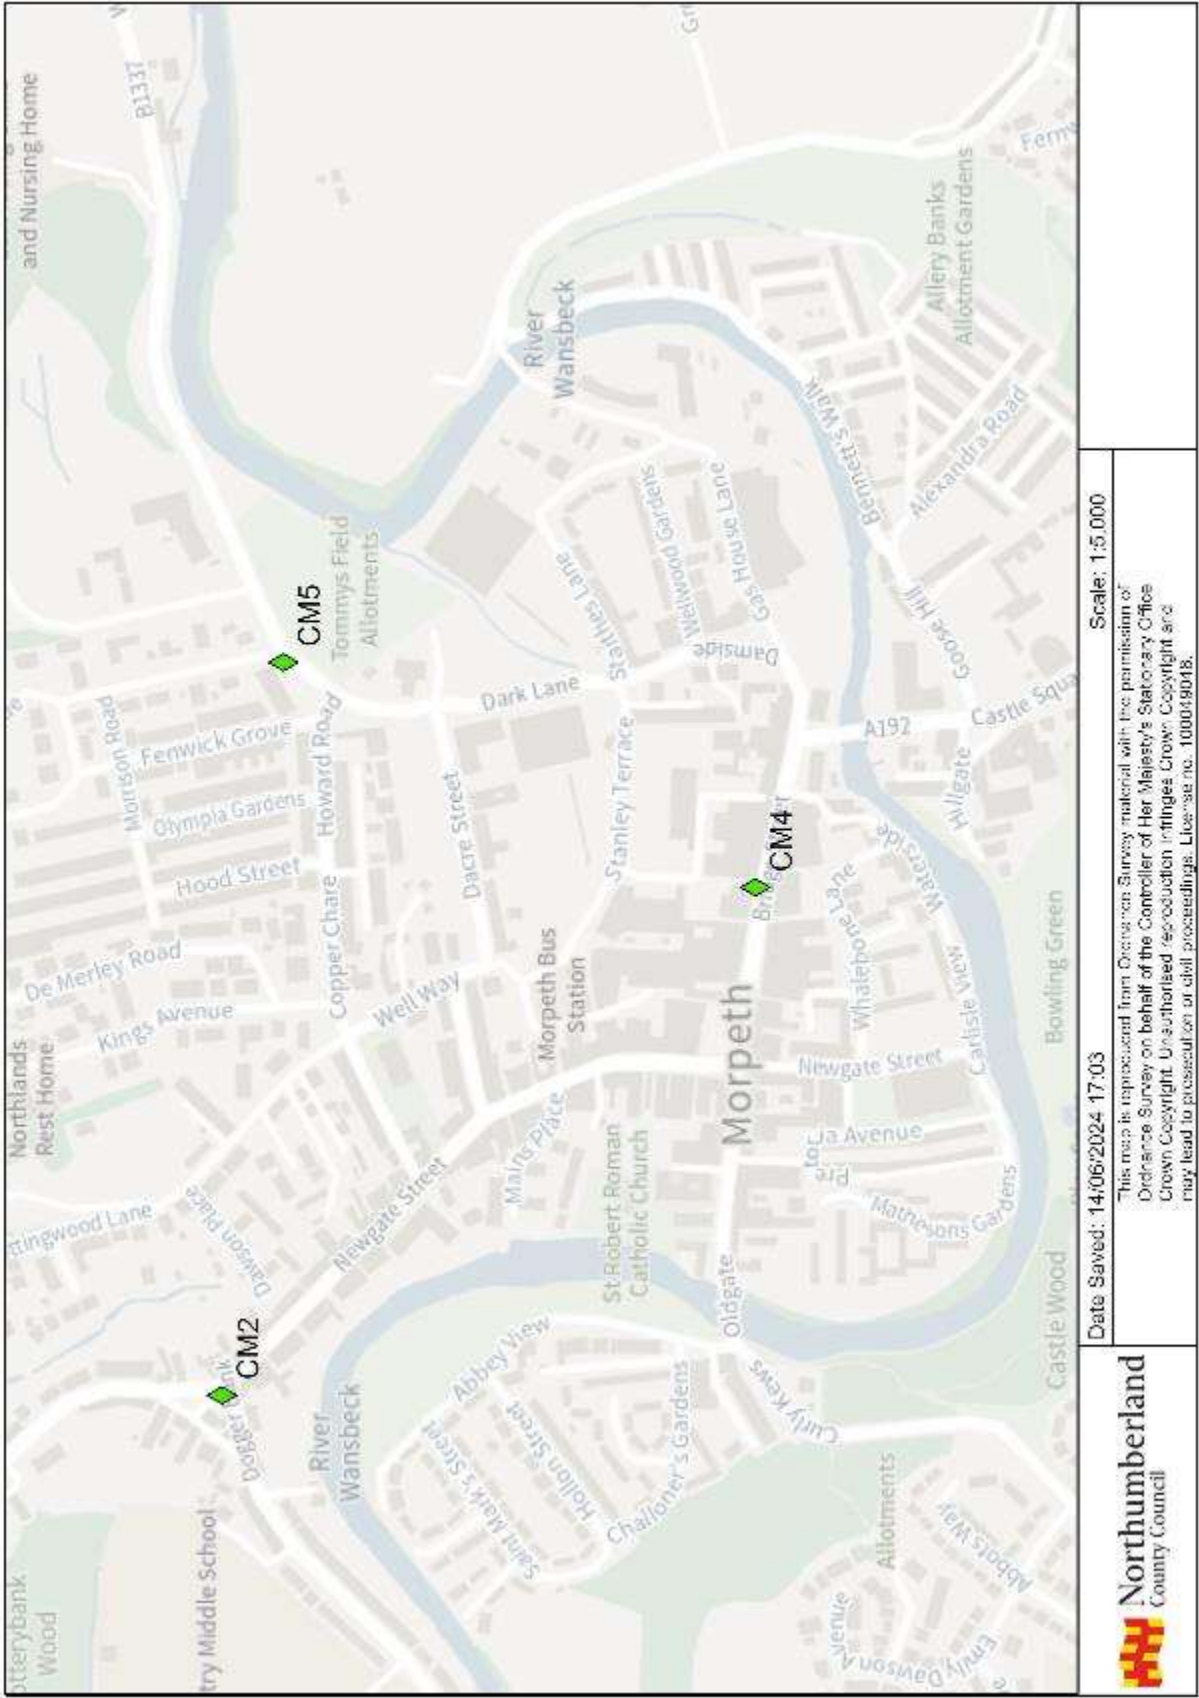 and Nursing Home
B1337
Northlands
Rest Home
De Merley Road
Kings Avenue
Morrison Road
Fenwick Grove
Olympia Gardens
Hood Street
Howard Road
Copper Chare
CM5
Tommys Field
Allotments
CM2
Dawson Place
Newgate Street
Well Way
Dacre Street
Dark Lane
Morpeth Bus
Station
Mains Place
Stanley Terrace
Staithes Lane
Wellwood Gardens
Gas House Lane
Damside
River
Wansbeck
River
Wansbeck
St Robert Roman
Catholic Church
Morpeth
CM4
Oldgate
Newgate Street
Whalebone Lane
Waterside
Carlisle View
Mathesons Gardens
Abbey View
Saint Mark's Street
Hollon Street
Challoner's Gardens
Curly Kews
A192
Hillgate
Castle Squa
Goose Hill
Bennett's Walk
Alexandra Road
Allery Banks
Allotment Gardens
Fernw
Bowling Green
Castle Wood
Allotments
Abbots Way
Emily Davison Avenue
otterybank
Wood
try Middle School
ttingwood Lane
Northumberland
County Council
Date Saved: 14/06/2024 17:03
Scale: 1:5,000
This map is reproduced from Ordnance Survey material with the permission of
Ordnance Survey on behalf of the Controller of Her Majesty's Stationary Office
Crown Copyright. Unauthorised reproduction infringes Crown Copyright and
may lead to prosecution or civil proceedings. License no. 100049048.